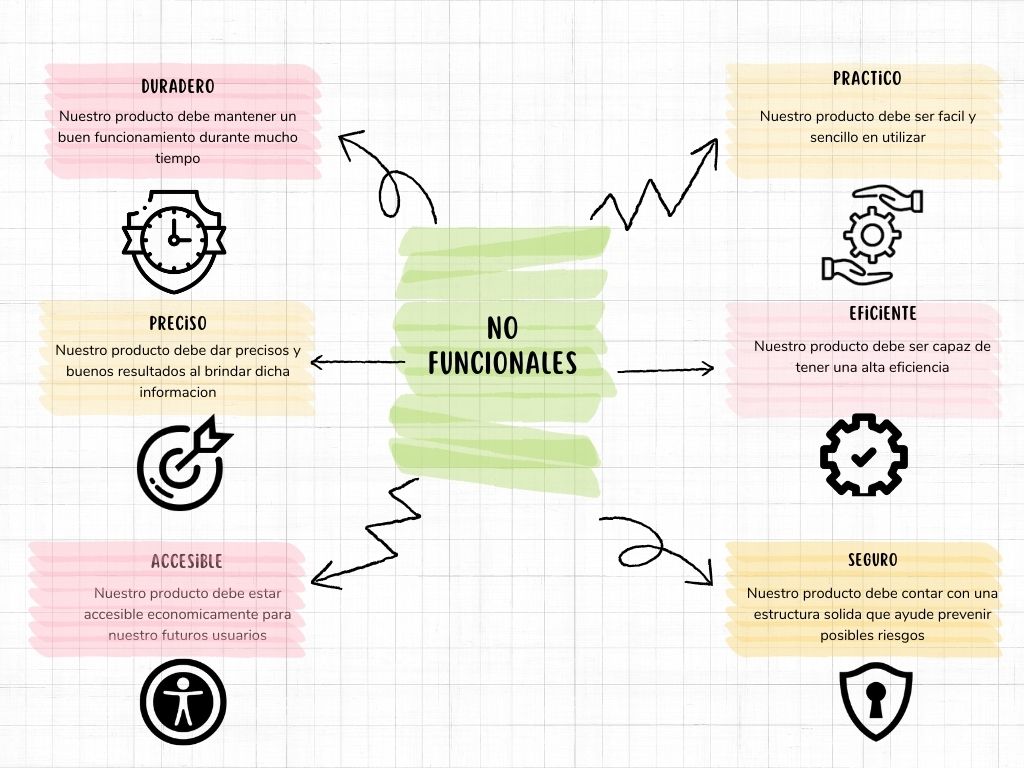 DURADERO
Nuestro producto debe mantener un
buen funcionamiento durante mucho
tiempo
PRACTICO
Nuestro producto debe ser facil y
sencillo en utilizar
NO
FUNCIONALES
PRECISO
Nuestro producto debe dar precisos y
buenos resultados al brindar dicha
informacion
EFICIENTE
Nuestro producto debe ser capaz de
tener una alta eficiencia
ACCESIBLE
Nuestro producto debe estar
accesible economicamente para
nuestro futuros usuarios
SEGURO
Nuestro producto debe contar con una
estructura solida que ayude prevenir
posibles riesgos